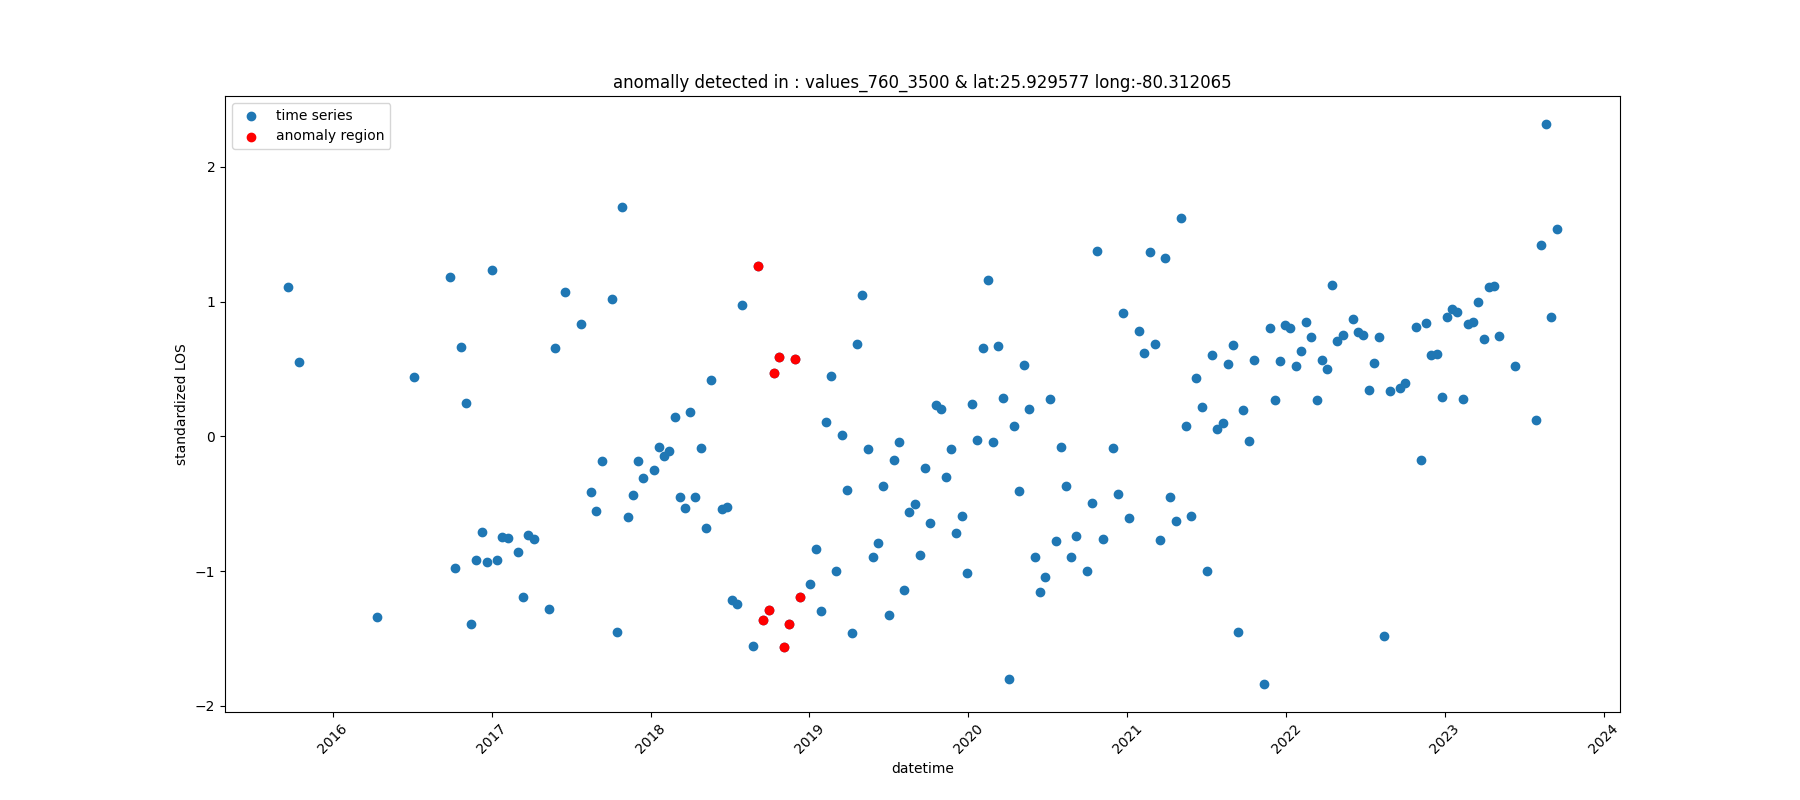 anomally detected in : values_760_3500 & lat:25.929577 long:-80.312065
time series
anomaly region
standardized LOS
2
1
0
−1
−2
2016
2017
2018
2019
2020
2021
2022
2023
2024
datetime